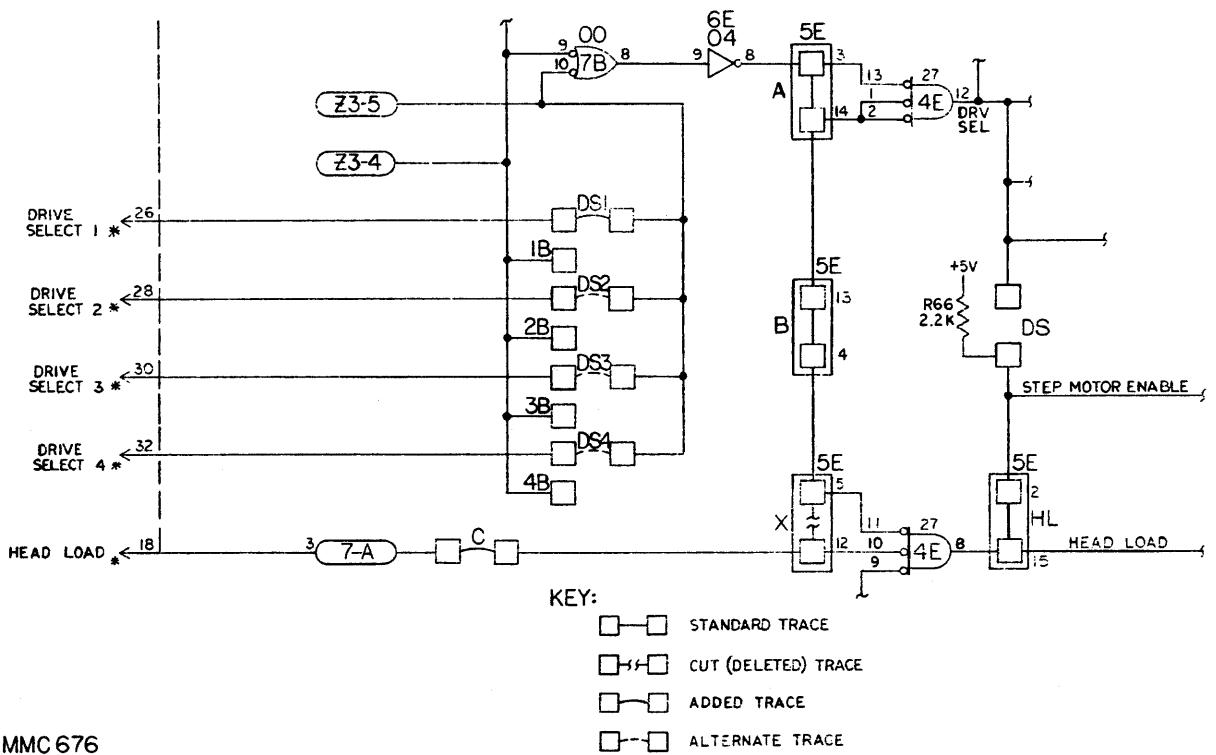 00
9
10
7B
8
6E
04
9
8
5E
3
A
14
13
1
2
27
4E
12
DRV
SEL
Z3-5
Z3-4
DRIVE
SELECT 1 *
26
DS1
1B
DRIVE
SELECT 2 *
28
DS2
2B
DRIVE
SELECT 3 *
30
DS3
3B
DRIVE
SELECT 4 *
32
DS4
4B
5E
13
B
4
+5V
R66
2.2K
DS
STEP MOTOR ENABLE
5E
5
X
12
11
10
9
27
4E
8
5E
2
HL
15
HEAD LOAD
HEAD LOAD *
18
3
7-A
C
KEY:
STANDARD TRACE
CUT (DELETED) TRACE
ADDED TRACE
ALTERNATE TRACE
MMC 676